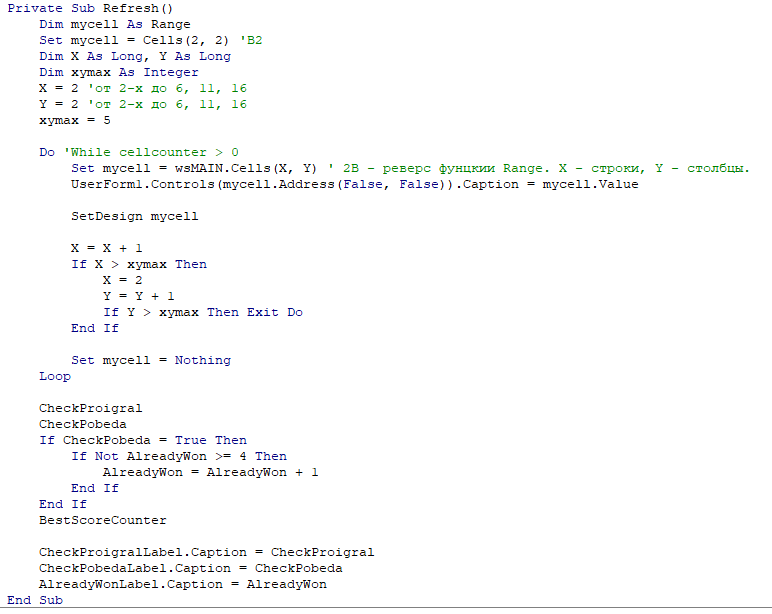 Private Sub Refresh()
    Dim mycell As Range
    Set mycell = Cells(2, 2) 'B2
    Dim X As Long, Y As Long
    Dim xymax As Integer
    X = 2 'от 2-х до 6, 11, 16
    Y = 2 'от 2-х до 6, 11, 16
    xymax = 5

    Do 'While cellcounter > 0
        Set mycell = wsMAIN.Cells(X, Y) ' 2B - реверс фунцкии Range. X - строки, Y - столбцы.
        UserForm1.Controls(mycell.Address(False, False)).Caption = mycell.Value

        SetDesign mycell

        X = X + 1
        If X > xymax Then
            X = 2
            Y = Y + 1
            If Y > xymax Then Exit Do
        End If

        Set mycell = Nothing
    Loop

    CheckProigral
    CheckPobeda
    If CheckPobeda = True Then
        If Not AlreadyWon >= 4 Then
            AlreadyWon = AlreadyWon + 1
        End If
    End If
    BestScoreCounter

    CheckProigralLabel.Caption = CheckProigral
    CheckPobedaLabel.Caption = CheckPobeda
    AlreadyWonLabel.Caption = AlreadyWon
End Sub